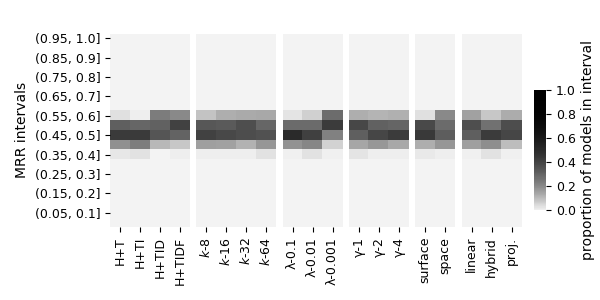 MRR intervals
(0.95, 1.0]
(0.85, 0.9]
(0.75, 0.8]
(0.65, 0.7]
(0.55, 0.6]
(0.45, 0.5]
(0.35, 0.4]
(0.25, 0.3]
(0.15, 0.2]
(0.05, 0.1]
H+T
H+TI
H+TID
H+TIDF
k-8
k-16
k-32
k-64
λ-0.1
λ-0.01
λ-0.001
γ-1
γ-2
γ-4
surface
space
linear
hybrid
proj.
1.0
0.8
0.6
0.4
0.2
0.0
proportion of models in interval